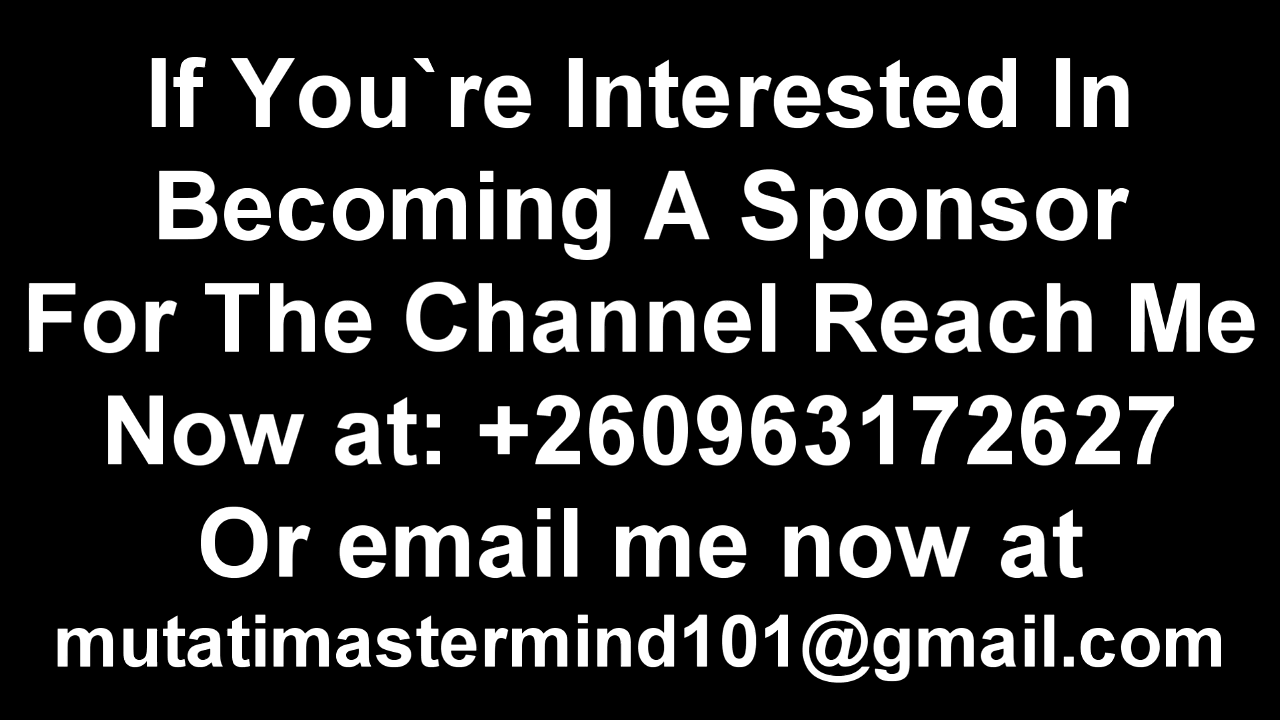 If You`re Interested In
Becoming A Sponsor
For The Channel Reach Me
Now at: +260963172627
Or email me now at
mutatimastermind101@gmail.com